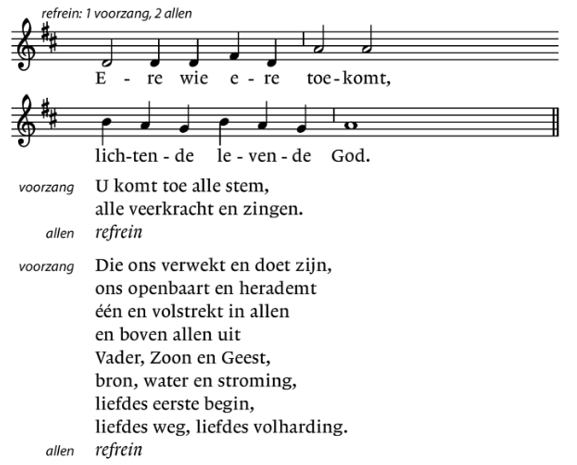 refrein: 1 voorzang, 2 allen
E - re wie e - re toe - komt,
lich - ten - de le - ven - de God.
voorzang U komt toe alle stem,
alle veerkracht en zingen.
allen refrein
voorzang Die ons verwekt en doet zijn,
ons openbaart en herademt
één en volstrekt in allen
en boven allen uit
Vader, Zoon en Geest,
bron, water en stroming,
liefdes eerste begin,
liefdes weg, liefdes volharding.
allen refrein